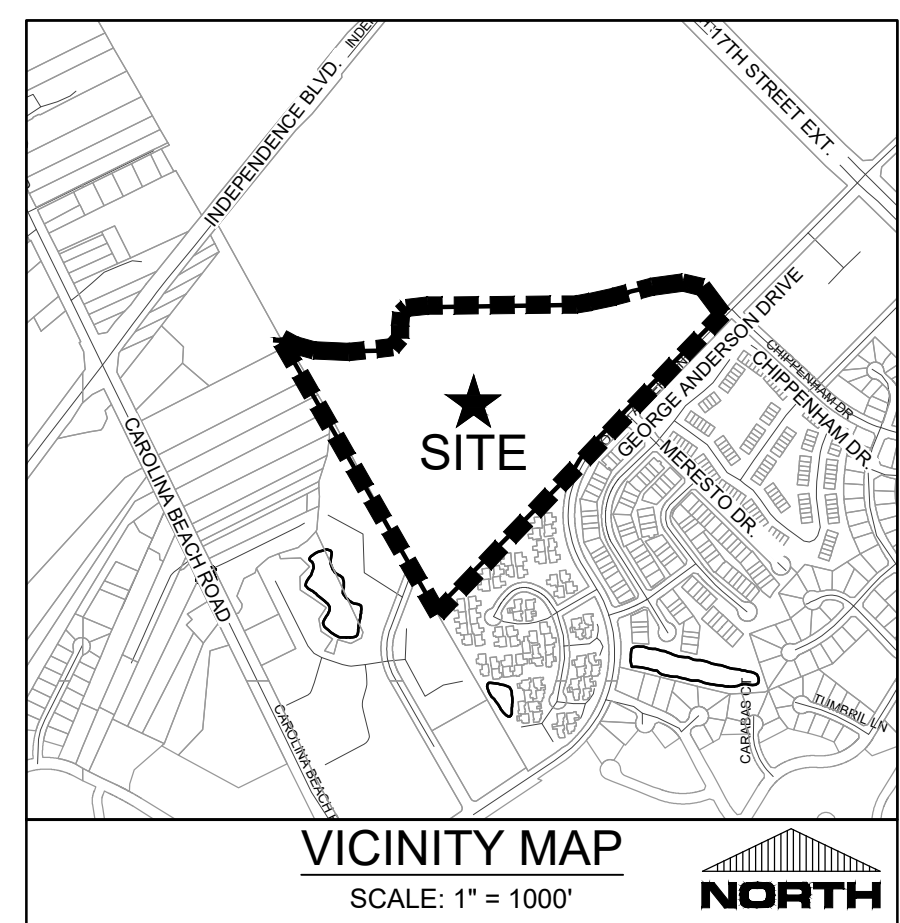 INDEPENDENCE BLVD.
INDE
17TH STREET EXT.
GEORGE ANDERSON DRIVE
CHIPPENHAM DR
CHIPPENHAM DR.
SITE
MERESTO DR.
CAROLINA BEACH ROAD
CAROLINA BEACH
CARABAS CT
TUMBRIL LN
VICINITY MAP
SCALE: 1" = 1000'
NORTH